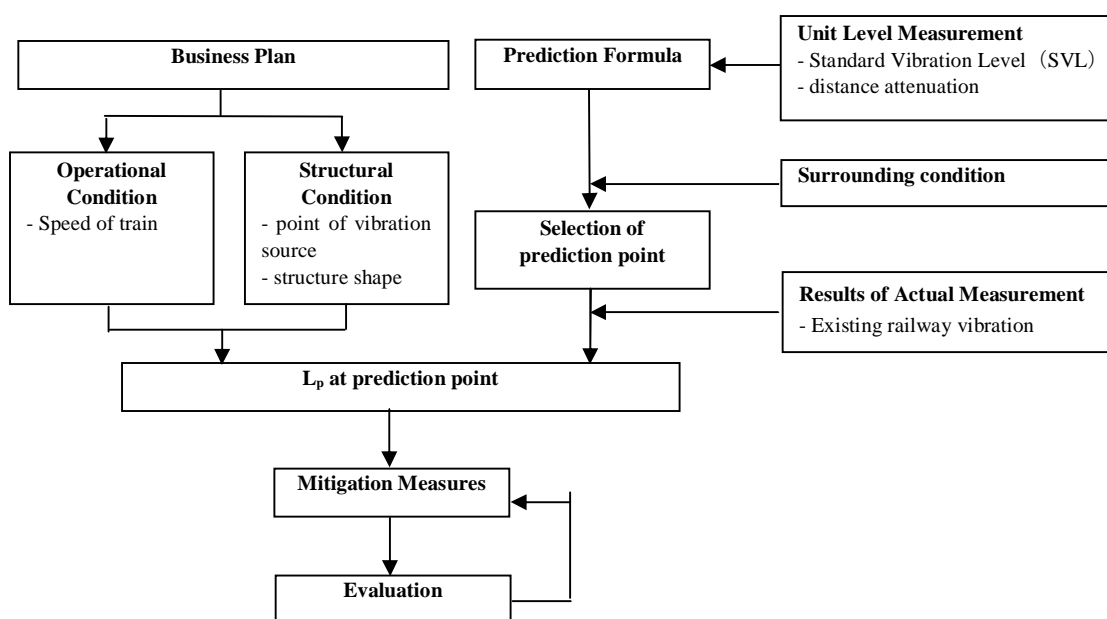 Business Plan
Operational
Condition
- Speed of train
Structural
Condition
- point of vibration
source
- structure shape
Prediction Formula
Unit Level Measurement
- Standard Vibration Level（SVL）
- distance attenuation
Surrounding condition
Selection of
prediction point
Results of Actual Measurement
- Existing railway vibration
Lp at prediction point
Mitigation Measures
Evaluation